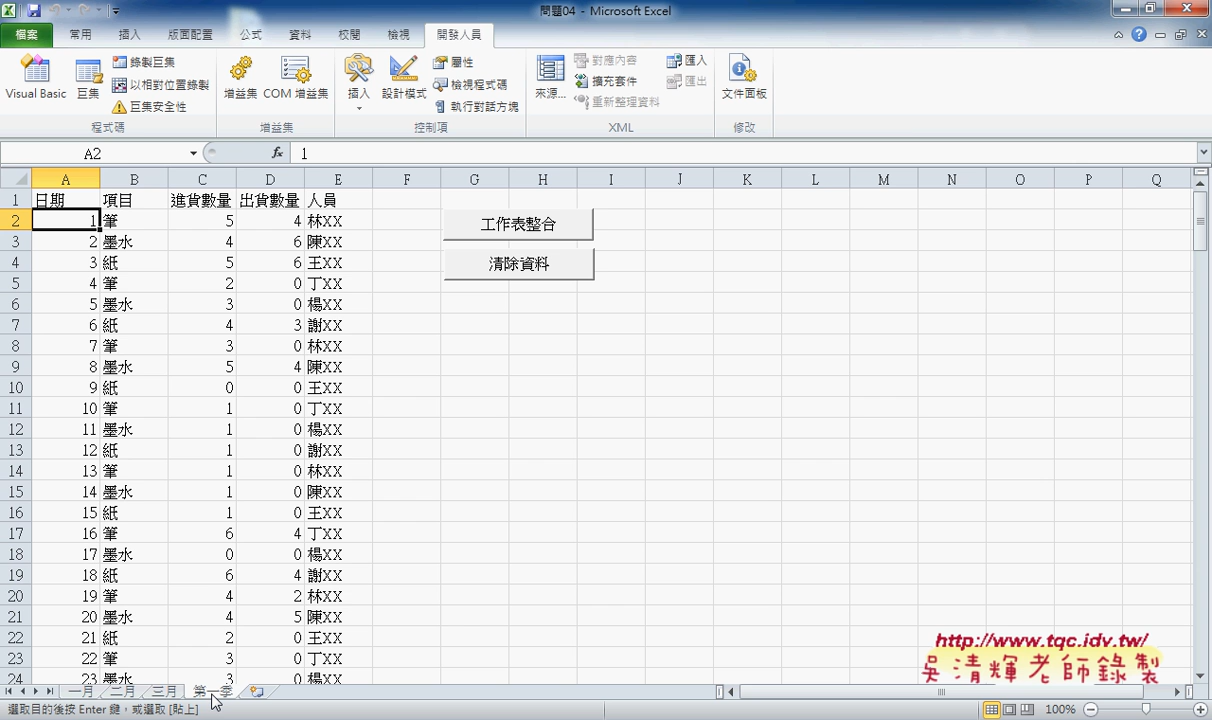 問題04 - Microsoft Excel
檔案 常用 插入 版面配置 公式 資料 校閱 檢視 開發人員
Visual Basic 巨集 錄製巨集 以相對位置錄製 巨集安全性 增益集 COM 增益集 插入 設計模式 屬性 檢視程式碼 執行對話方塊 來源... 對應內容 擴充套件 重新整理資料 匯入 匯出 文件面板
程式碼 增益集 控制項 XML 修改
A2 fx 1
A B C D E F G H I J K L M N O P Q
1 日期 項目 進貨數量 出貨數量 人員
2 1 筆 5 4 林XX
工作表整合
3 2 墨水 4 6 陳XX
4 3 紙 5 6 王XX
清除資料
5 4 筆 2 0 丁XX
6 5 墨水 3 0 楊XX
7 6 紙 4 3 謝XX
8 7 筆 3 0 林XX
9 8 墨水 5 4 陳XX
10 9 紙 0 0 王XX
11 10 筆 1 0 丁XX
12 11 墨水 1 0 楊XX
13 12 紙 1 0 謝XX
14 13 筆 1 0 林XX
15 14 墨水 1 0 陳XX
16 15 紙 1 0 王XX
17 16 筆 6 4 丁XX
18 17 墨水 0 0 楊XX
19 18 紙 6 4 謝XX
20 19 筆 4 2 林XX
21 20 墨水 4 5 陳XX
22 21 紙 2 0 王XX
23 22 筆 3 0 丁XX
24 23 墨水 3 0 楊XX
http://www.tqc.idv.tw/
吳清輝老師錄製
一月 二月 三月 第一季
選取目的後按 Enter 鍵，或選取 [貼上] 100%